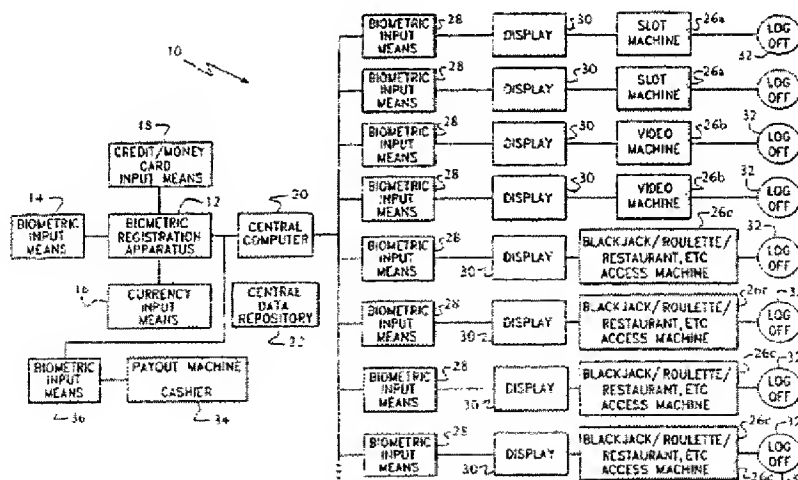 10
18
CREDIT/MONEY
CARD
INPUT MEANS
14
BIOMETRIC
INPUT
MEANS
12
BIOMETRIC
REGISTRATION
APPARATUS
20
CENTRAL
COMPUTER
16
CURRENCY
INPUT
MEANS
CENTRAL
DATA
REPOSITORY
22
BIOMETRIC
INPUT
MEANS
36
PAYOUT MACHINE
CASHIER
34
BIOMETRIC
INPUT
MEANS
28
DISPLAY
30
SLOT
MACHINE
26a
LOG
OFF
32
BIOMETRIC
INPUT
MEANS
28
DISPLAY
30
SLOT
MACHINE
26a
LOG
OFF
BIOMETRIC
INPUT
MEANS
28
DISPLAY
30
VIDEO
MACHINE
26b
32
LOG
OFF
BIOMETRIC
INPUT
MEANS
28
DISPLAY
30
VIDEO
MACHINE
26b
32
LOG
OFF
BIOMETRIC
INPUT
MEANS
28
30
DISPLAY
26c
BLACKJACK/ROULETTE/
RESTAURANT, ETC
ACCESS MACHINE
32
LOG
OFF
BIOMETRIC
INPUT
MEANS
28
30
DISPLAY
26c
BLACKJACK/ROULETTE/
RESTAURANT, ETC
ACCESS MACHINE
LOG
OFF
BIOMETRIC
INPUT
MEANS
28
30
DISPLAY
26c
BLACKJACK/ROULETTE/
RESTAURANT, ETC
ACCESS MACHINE
32
LOG
OFF
BIOMETRIC
INPUT
MEANS
28
30
DISPLAY
26c
BLACKJACK/ROULETTE/
RESTAURANT, ETC
ACCESS MACHINE
32
LOG
OFF
26c